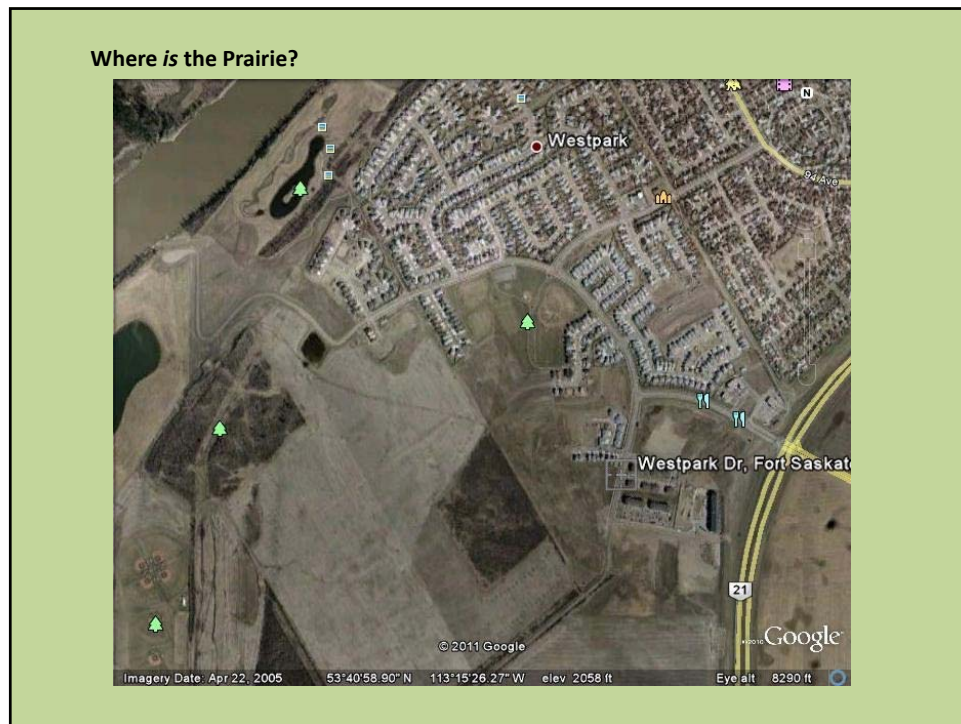 Where is the Prairie?
N
Westpark
94 Ave
Westpark Dr, Fort Saskat
21
© 2011 Google
©2010 Google
Imagery Date: Apr 22, 2005 53°40'58.90" N 113°15'26.27" W elev 2058 ft Eye alt 8290 ft